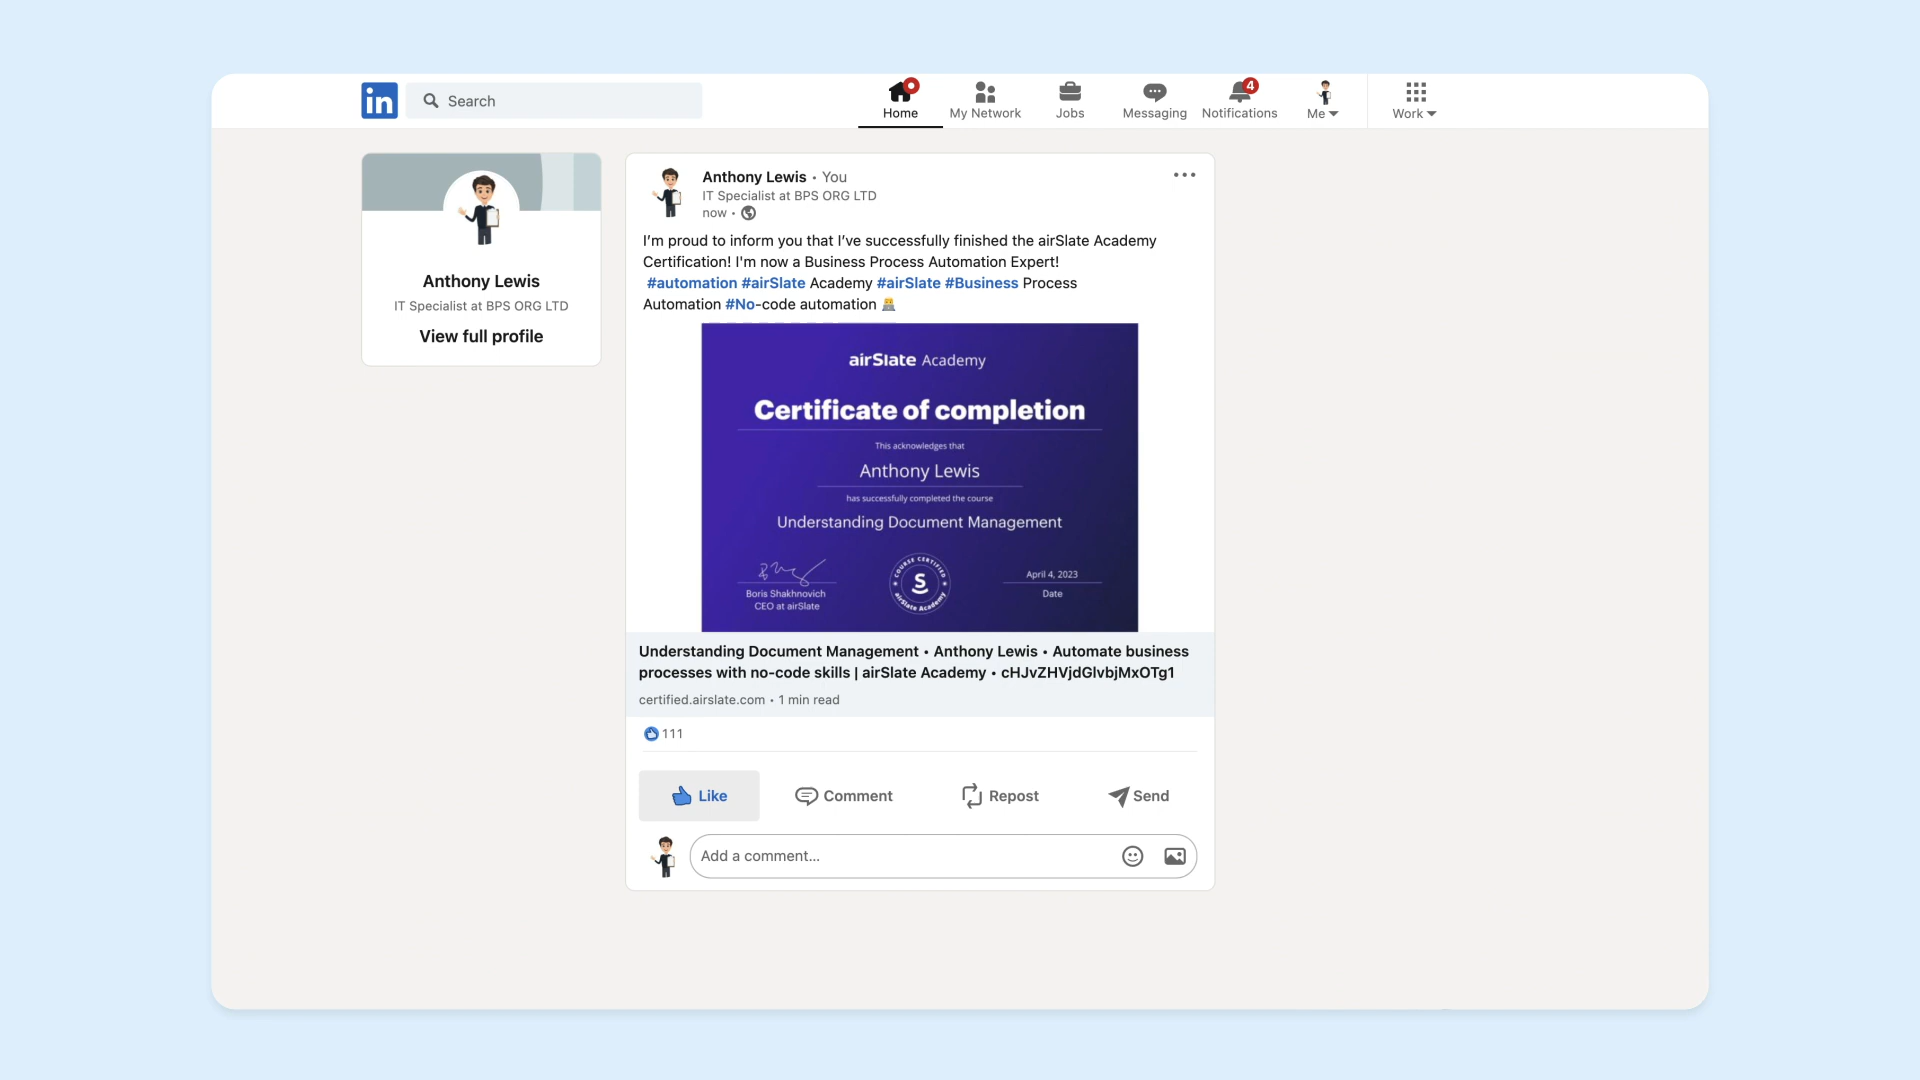 in
Search
Home
My Network
Jobs
Messaging
4
Notifications
Me
Work
Anthony Lewis
IT Specialist at BPS ORG LTD
View full profile
Anthony Lewis • You
IT Specialist at BPS ORG LTD
now •
I'm proud to inform you that I've successfully finished the airSlate Academy
Certification! I'm now a Business Process Automation Expert!
#automation #airSlate Academy #airSlate #Business Process
Automation #No-code automation
airSlate Academy
Certificate of completion
This acknowledges that
Anthony Lewis
has successfully completed the course
Understanding Document Management
Boris Shakhnovich
CEO at airSlate
COURSE CERTIFIED
S
airSlate Academy
April 4, 2023
Date
Understanding Document Management • Anthony Lewis • Automate business
processes with no-code skills | airSlate Academy • cHJvZHVjdGlvbjMxOTg1
certified.airslate.com • 1 min read
111
Like
Comment
Repost
Send
Add a comment...